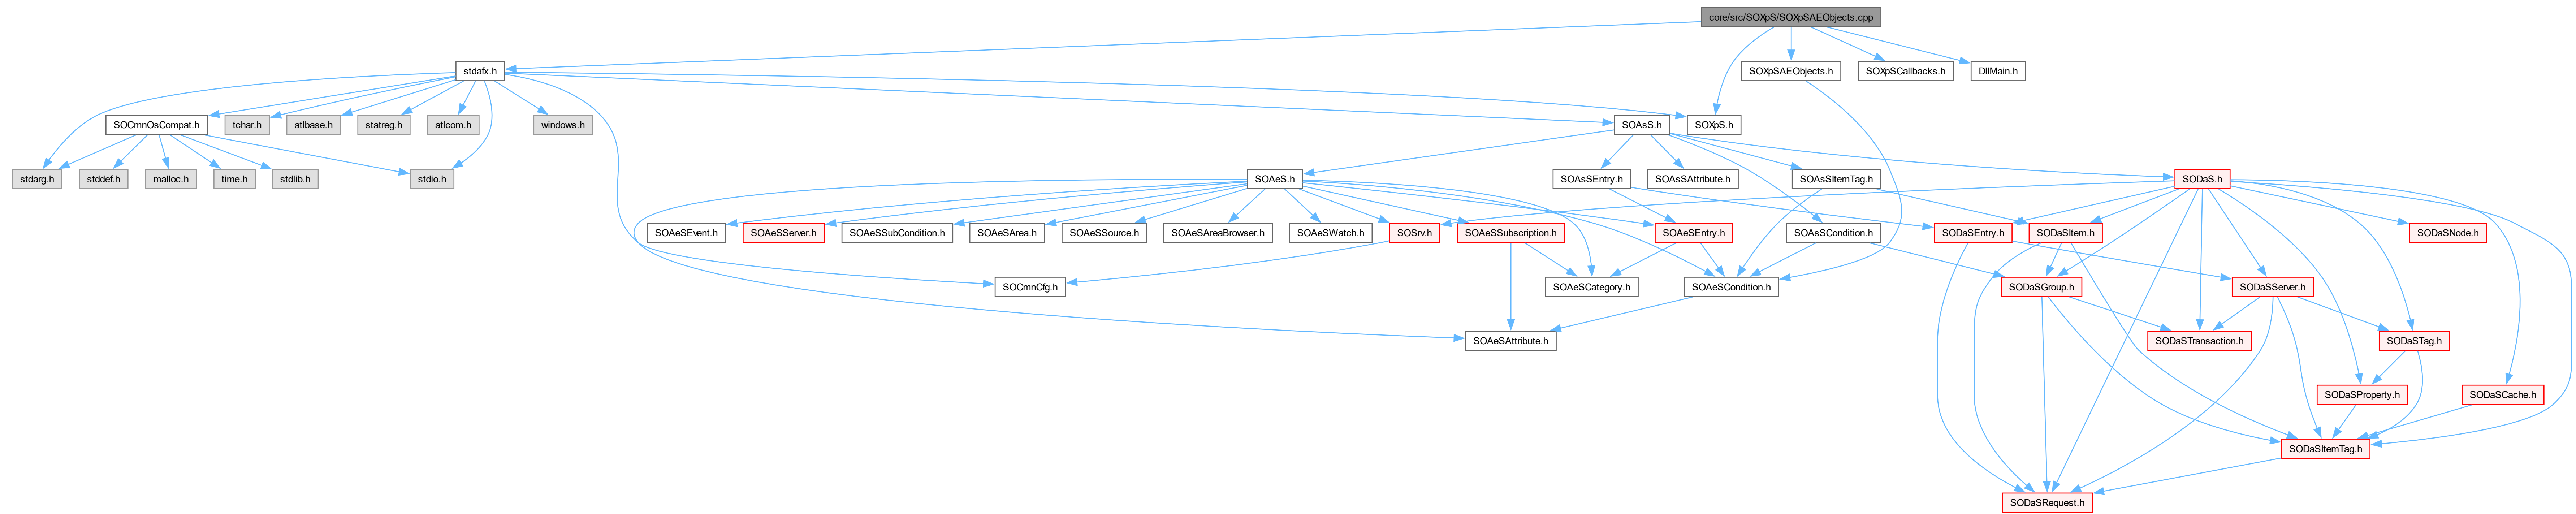 core/src/SOXpS/SOXpSAEObjects.cpp
stdafx.h
SOXpSAEObjects.h
SOXpSCallbacks.h
DllMain.h
SOCmnOsCompat.h
tchar.h
atlbase.h
statreg.h
atlcom.h
windows.h
SOAsS.h
SOXpS.h
stdarg.h
stddef.h
malloc.h
time.h
stdlib.h
stdio.h
SOAeS.h
SOAsSEntry.h
SOAsSAttribute.h
SOAsSItemTag.h
SODaS.h
SOAeSEvent.h
SOAeSServer.h
SOAeSSubCondition.h
SOAeSArea.h
SOAeSSource.h
SOAeSAreaBrowser.h
SOAeSWatch.h
SOSrv.h
SOAeSSubscription.h
SOAeSEntry.h
SOAsSCondition.h
SODaSEntry.h
SODaSItem.h
SODaSNode.h
SOCmnCfg.h
SOAeSCategory.h
SOAeSCondition.h
SODaSGroup.h
SODaSServer.h
SOAeSAttribute.h
SODaSTransaction.h
SODaSTag.h
SODaSProperty.h
SODaSCache.h
SODaSItemTag.h
SODaSRequest.h